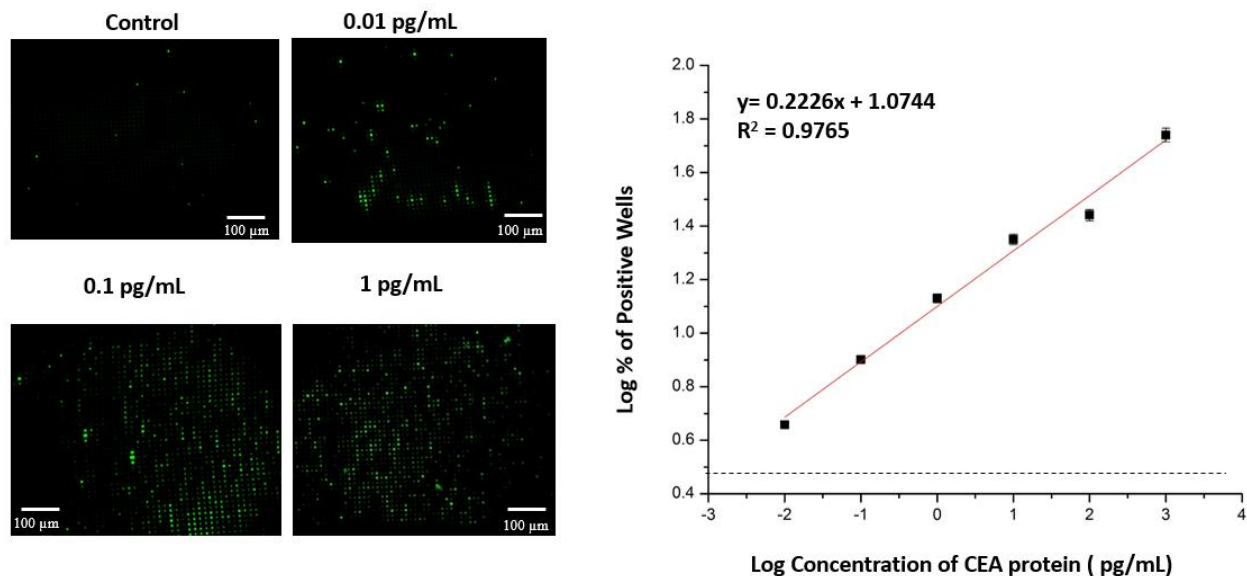 Control
0.01 pg/mL
100 µm
100 µm
0.1 pg/mL
1 pg/mL
100 µm
100 µm
y= 0.2226x + 1.0744
R² = 0.9765
Log % of Positive Wells
2.0
1.8
1.6
1.4
1.2
1.0
0.8
0.6
0.4
-3 -2 -1 0 1 2 3 4
Log Concentration of CEA protein ( pg/mL)